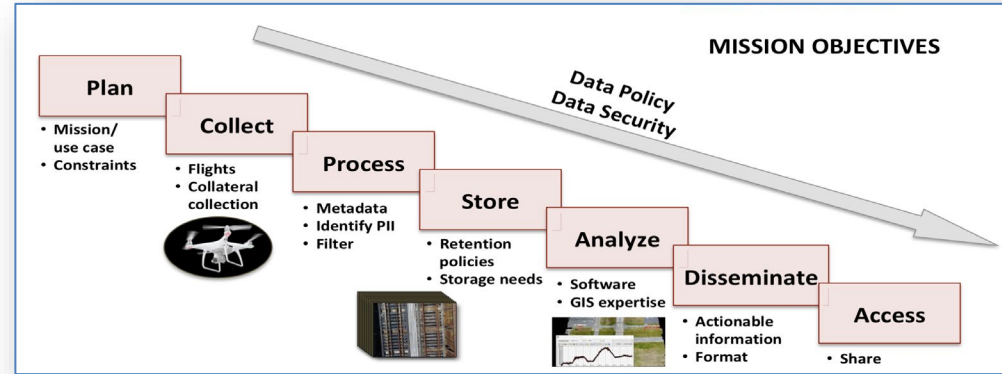 MISSION OBJECTIVES
Data Policy
Data Security
Plan
• Mission/
use case
• Constraints
Collect
• Flights
• Collateral
collection
Process
• Metadata
• Identify PII
• Filter
Store
• Retention
policies
• Storage needs
Analyze
• Software
• GIS expertise
Disseminate
• Actionable
information
• Format
Access
• Share